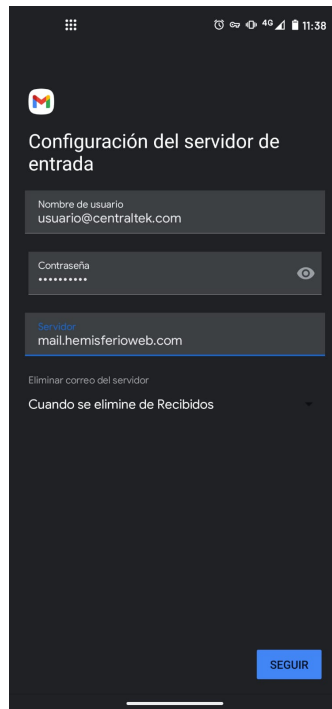 4G 11:38
Configuración del servidor de
entrada
Nombre de usuario
usuario@centraltek.com
Contraseña
••••••••••
Servidor
mail.hemisferioweb.com
Eliminar correo del servidor
Cuando se elimine de Recibidos
SEGUIR